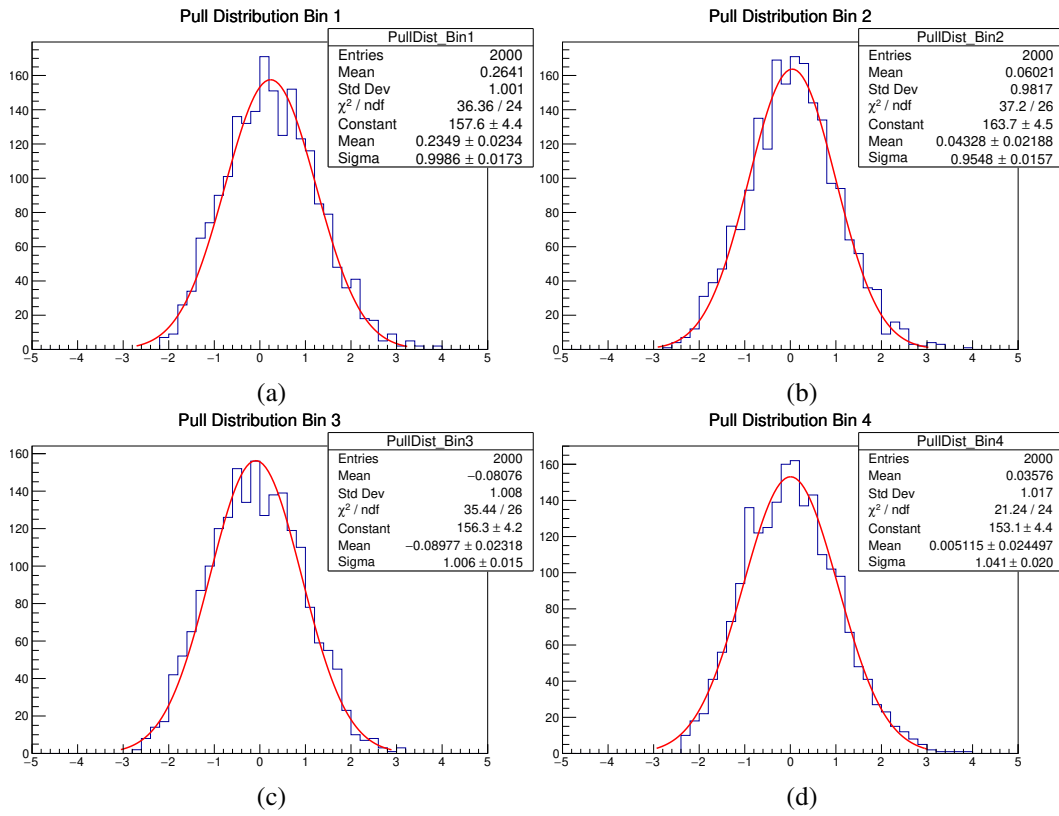 Pull Distribution Bin 1
PullDist_Bin1
Entries 2000
Mean 0.2641
Std Dev 1.001
χ² / ndf 36.36 / 24
Constant 157.6 ± 4.4
Mean 0.2349 ± 0.0234
Sigma 0.9986 ± 0.0173
160
140
120
100
80
60
40
20
0
−5 −4 −3 −2 −1 0 1 2 3 4 5
(a)
Pull Distribution Bin 2
PullDist_Bin2
Entries 2000
Mean 0.06021
Std Dev 0.9817
χ² / ndf 37.2 / 26
Constant 163.7 ± 4.5
Mean 0.04328 ± 0.02188
Sigma 0.9548 ± 0.0157
160
140
120
100
80
60
40
20
0
−5 −4 −3 −2 −1 0 1 2 3 4 5
(b)
Pull Distribution Bin 3
PullDist_Bin3
Entries 2000
Mean −0.08076
Std Dev 1.008
χ² / ndf 35.44 / 26
Constant 156.3 ± 4.2
Mean −0.08977 ± 0.02318
Sigma 1.006 ± 0.015
160
140
120
100
80
60
40
20
0
−5 −4 −3 −2 −1 0 1 2 3 4 5
(c)
Pull Distribution Bin 4
PullDist_Bin4
Entries 2000
Mean 0.03576
Std Dev 1.017
χ² / ndf 21.24 / 24
Constant 153.1 ± 4.4
Mean 0.005115 ± 0.024497
Sigma 1.041 ± 0.020
160
140
120
100
80
60
40
20
0
−5 −4 −3 −2 −1 0 1 2 3 4 5
(d)